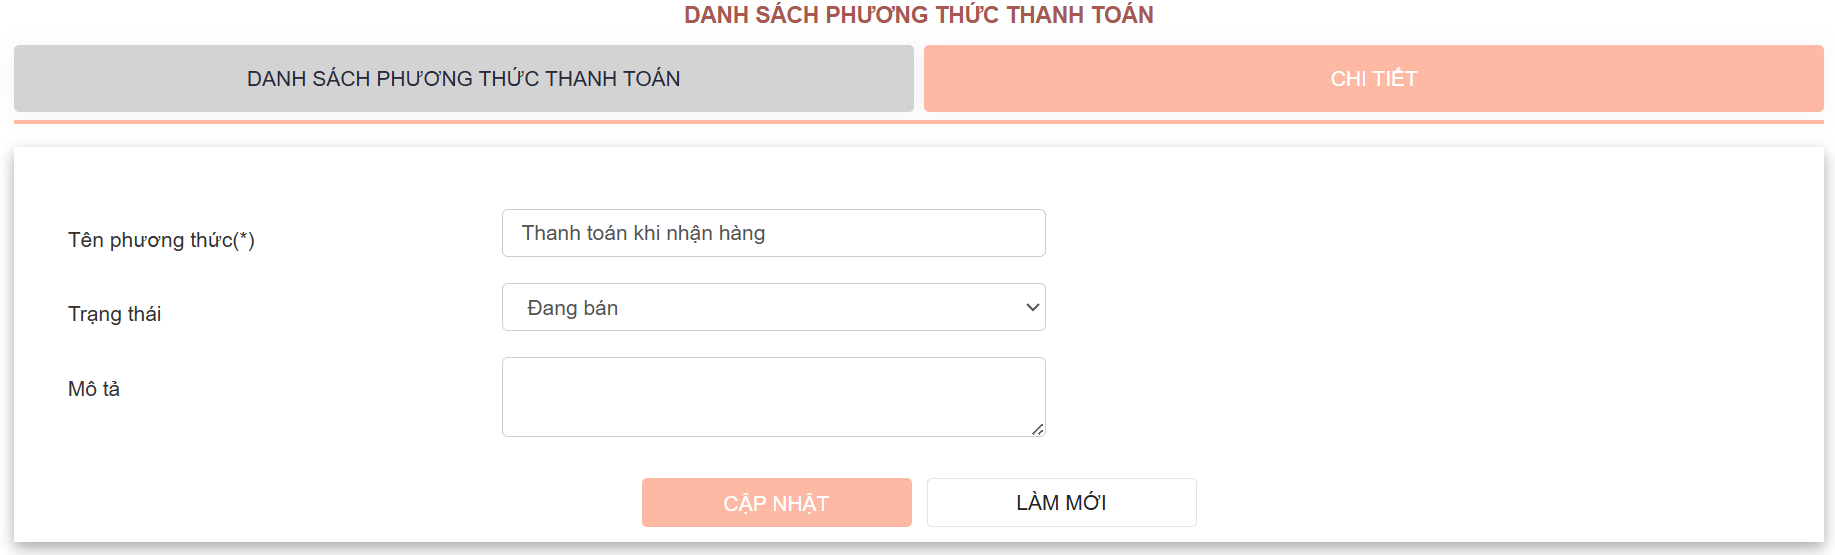 DANH SÁCH PHƯƠNG THỨC THANH TOÁN
DANH SÁCH PHƯƠNG THỨC THANH TOÁN
CHI TIẾT
Tên phương thức(*)
Thanh toán khi nhận hàng
Trạng thái
Đang bán
Mô tả
CẬP NHẬT
LÀM MỚI